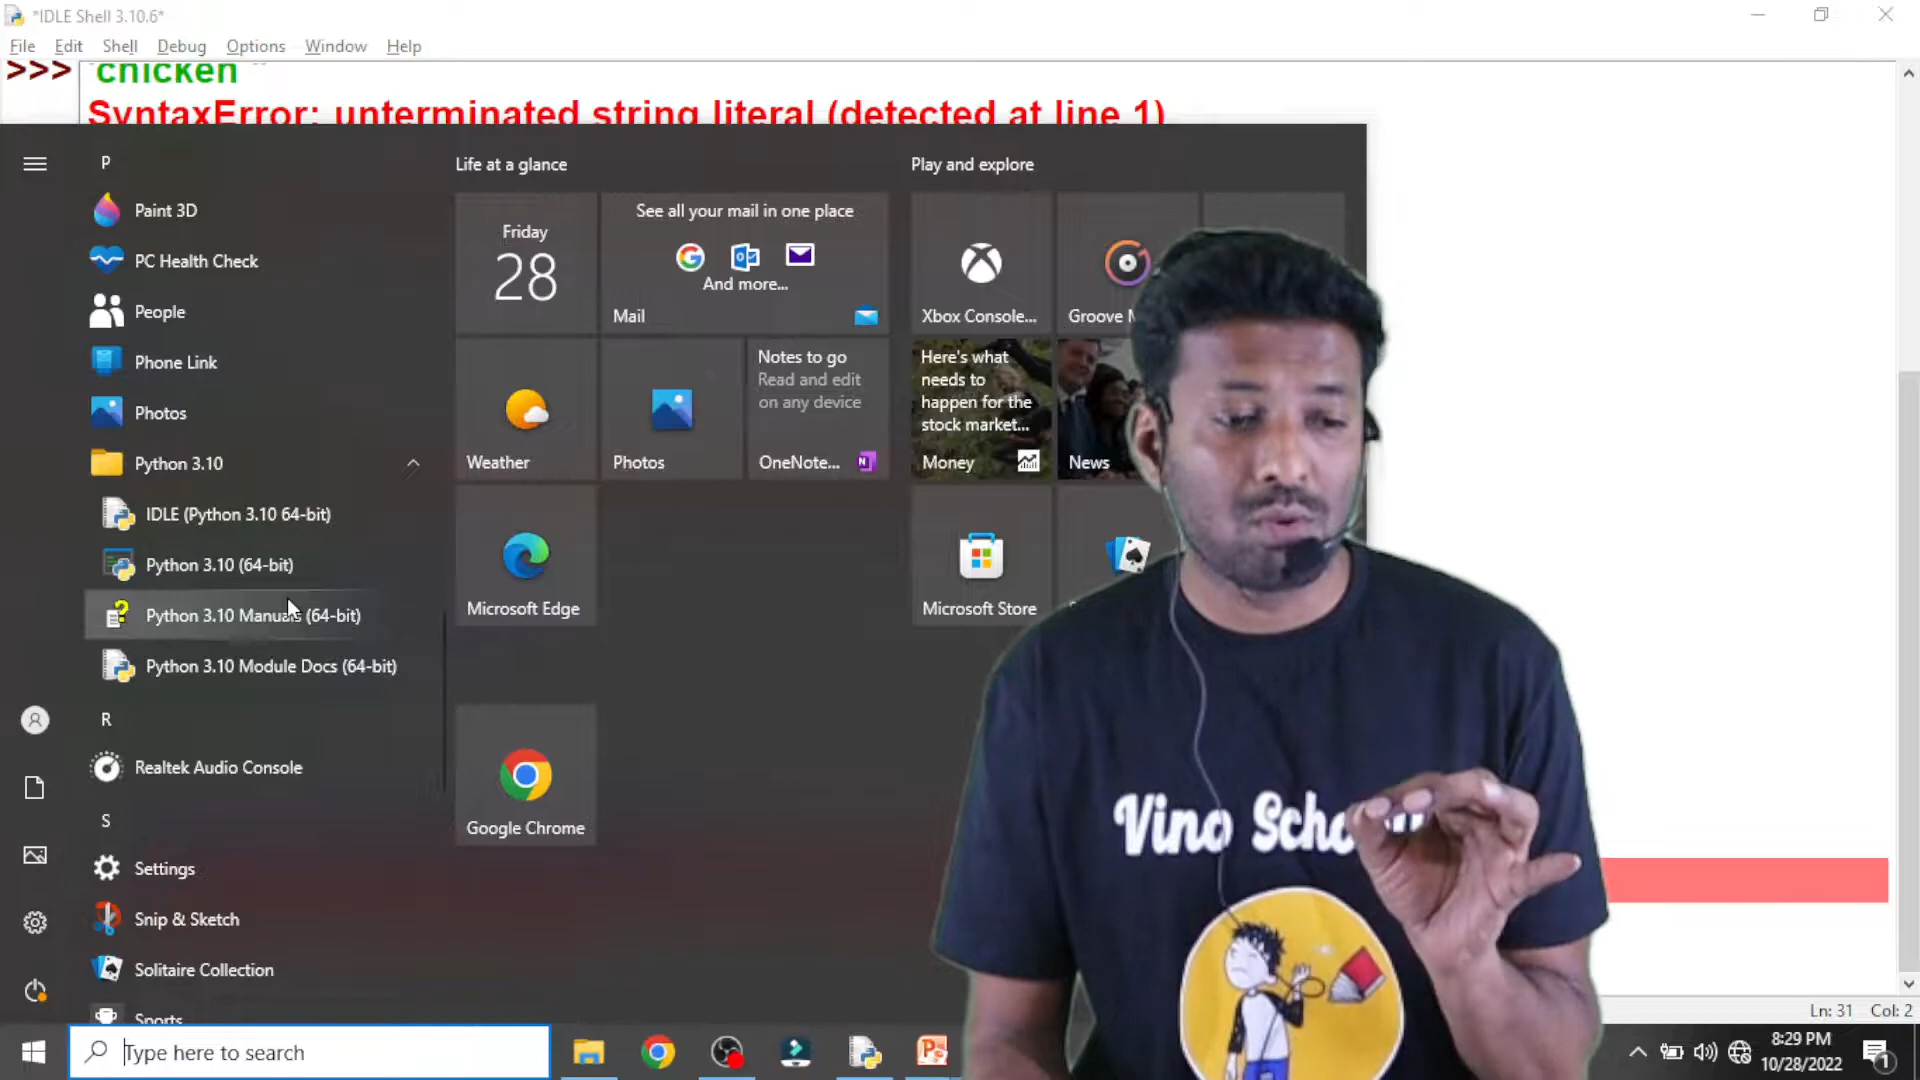 *IDLE Shell 3.10.6*
File Edit Shell Debug Options Window Help
>>> 'chicken ''
SyntaxError: unterminated string literal (detected at line 1)
P
Paint 3D
PC Health Check
People
Phone Link
Photos
Python 3.10
IDLE (Python 3.10 64-bit)
Python 3.10 (64-bit)
Python 3.10 Manuals (64-bit)
Python 3.10 Module Docs (64-bit)
R
Realtek Audio Console
S
Settings
Snip & Sketch
Solitaire Collection
Sports
Life at a glance
Friday
28
See all your mail in one place
And more...
Mail
Weather
Photos
Notes to go
Read and edit
on any device
OneNote...
Microsoft Edge
Google Chrome
Play and explore
Xbox Console...
Groove M
Here's what
needs to
happen for the
stock market...
Money
News
Microsoft Store
Vino Scho
Ln: 31 Col: 2
Type here to search
8:29 PM
10/28/2022
1